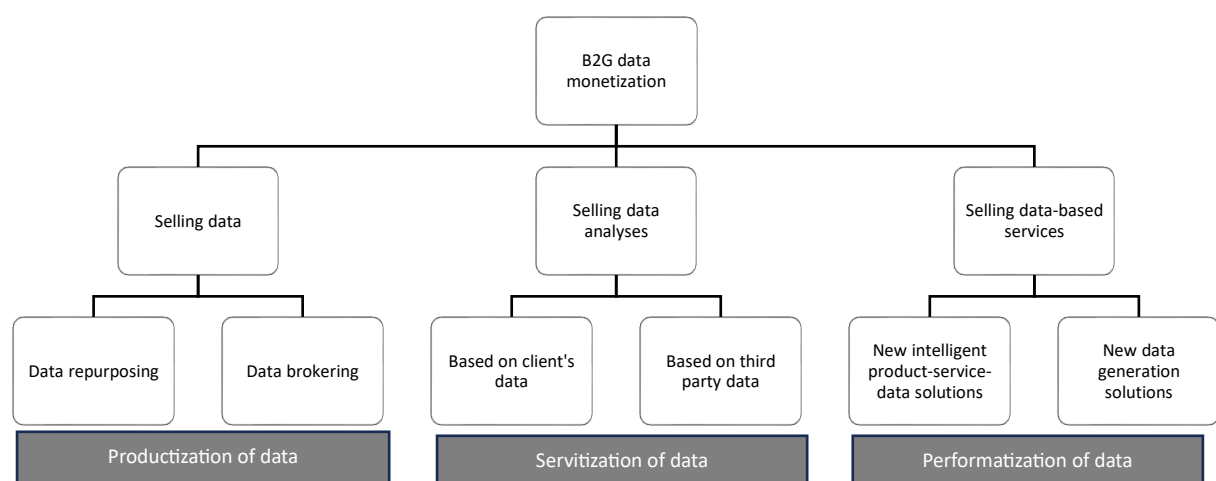 B2G data
monetization
Selling data
Selling data
analyses
Selling data-based
services
Data repurposing
Data brokering
Based on client's
data
Based on third
party data
New intelligent
product-service-
data solutions
New data
generation
solutions
Productization of data
Servitization of data
Performatization of data